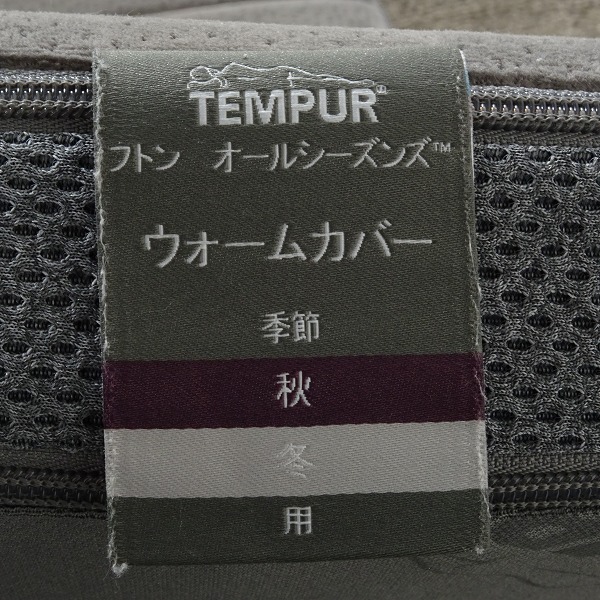 TEMPUR®
フトン オールシーズンズ™
ウォームカバー
季節
秋
冬
用